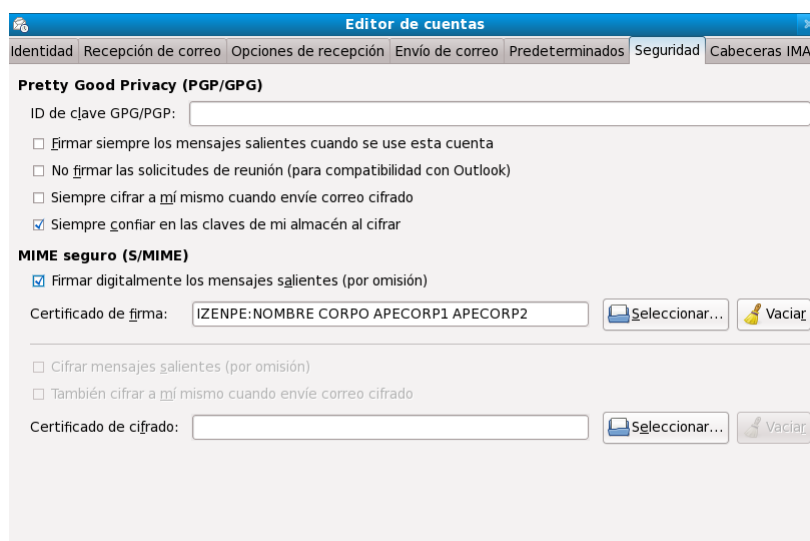 Editor de cuentas
Identidad Recepción de correo Opciones de recepción Envío de correo Predeterminados Seguridad Cabeceras IMA
Pretty Good Privacy (PGP/GPG)
ID de clave GPG/PGP:
Firmar siempre los mensajes salientes cuando se use esta cuenta
No firmar las solicitudes de reunión (para compatibilidad con Outlook)
Siempre cifrar a mí mismo cuando envíe correo cifrado
Siempre confiar en las claves de mi almacén al cifrar
MIME seguro (S/MIME)
Firmar digitalmente los mensajes salientes (por omisión)
Certificado de firma: IZENPE:NOMBRE CORPO APECORP1 APECORP2 Seleccionar... Vaciar
Cifrar mensajes salientes (por omisión)
También cifrar a mí mismo cuando envíe correo cifrado
Certificado de cifrado: Seleccionar... Vaciar